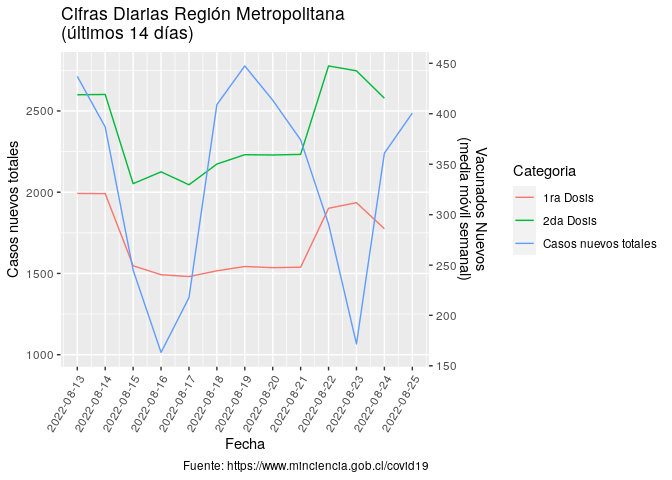 Cifras Diarias Región Metropolitana
(últimos 14 días)
Casos nuevos totales
2500
2000
1500
1000
450
400
350
300
250
200
150
Vacunados Nuevos
(media móvil semanal)
2022-08-13
2022-08-14
2022-08-15
2022-08-16
2022-08-17
2022-08-18
2022-08-19
2022-08-20
2022-08-21
2022-08-22
2022-08-23
2022-08-24
2022-08-25
Fecha
Categoria
1ra Dosis
2da Dosis
Casos nuevos totales
Fuente: https://www.minciencia.gob.cl/covid19